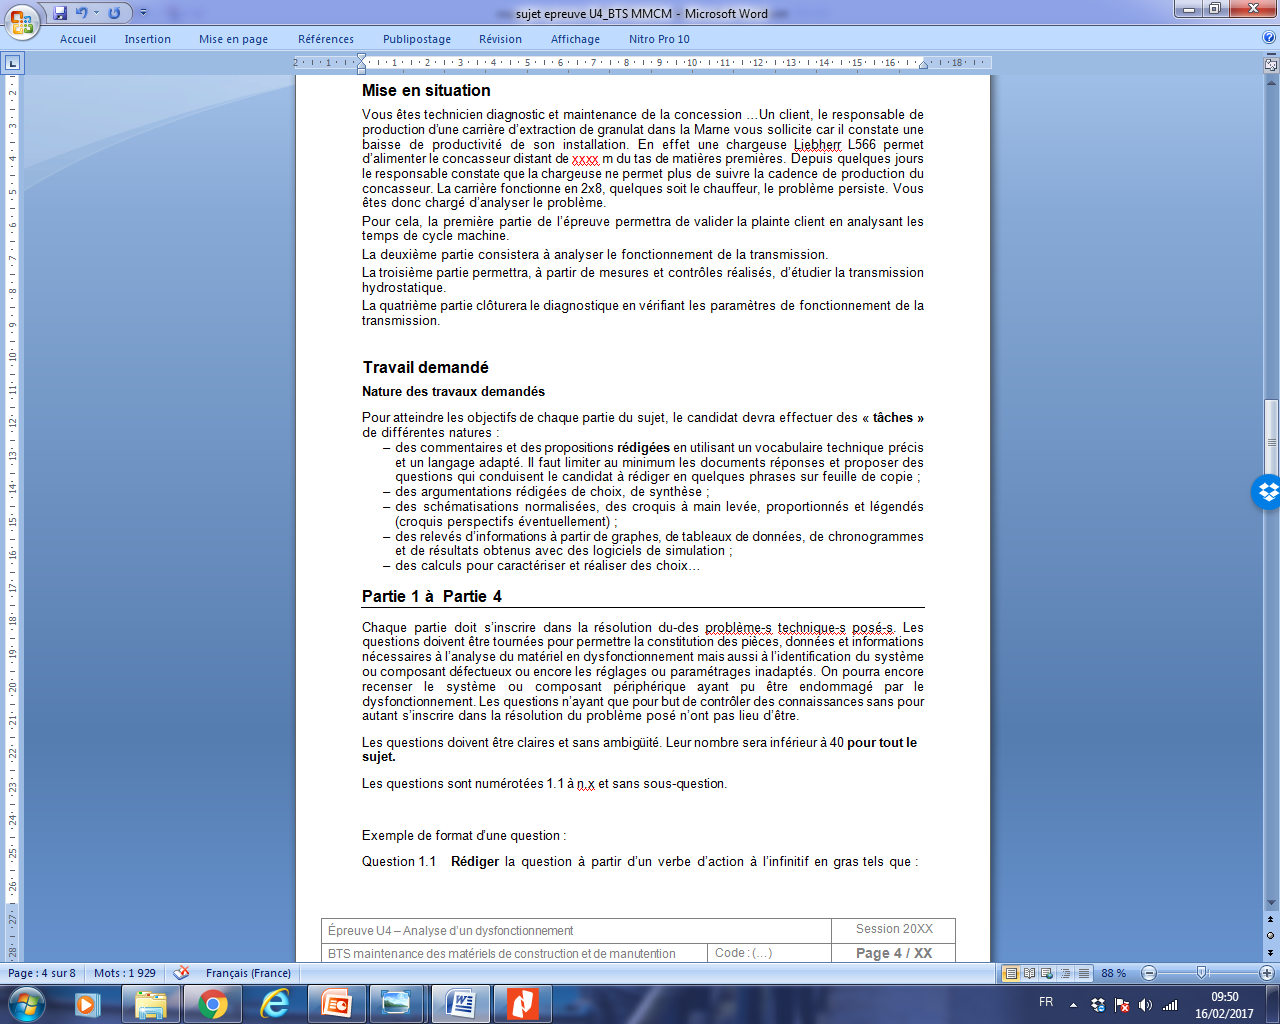 sujet epreuve U4_BTS MMCM - Microsoft Word
Accueil Insertion Mise en page Références Publipostage Révision Affichage Nitro Pro 10
2 1 1 2 3 4 5 6 7 8 9 10 11 12 13 14 15 16 18
Mise en situation
Vous êtes technicien diagnostic et maintenance de la concession …Un client, le responsable de
production d’une carrière d’extraction de granulat dans la Marne vous sollicite car il constate une
baisse de productivité de son installation. En effet une chargeuse Liebherr L566 permet
d’alimenter le concasseur distant de xxxx m du tas de matières premières. Depuis quelques jours
le responsable constate que la chargeuse ne permet plus de suivre la cadence de production du
concasseur. La carrière fonctionne en 2x8, quelques soit le chauffeur, le problème persiste. Vous
êtes donc chargé d’analyser le problème.
Pour cela, la première partie de l’épreuve permettra de valider la plainte client en analysant les
temps de cycle machine.
La deuxième partie consistera à analyser le fonctionnement de la transmission.
La troisième partie permettra, à partir de mesures et contrôles réalisés, d’étudier la transmission
hydrostatique.
La quatrième partie clôturera le diagnostique en vérifiant les paramètres de fonctionnement de la
transmission.
Travail demandé
Nature des travaux demandés
Pour atteindre les objectifs de chaque partie du sujet, le candidat devra effectuer des « tâches »
de différentes natures :
– des commentaires et des propositions rédigées en utilisant un vocabulaire technique précis
et un langage adapté. Il faut limiter au minimum les documents réponses et proposer des
questions qui conduisent le candidat à rédiger en quelques phrases sur feuille de copie ;
– des argumentations rédigées de choix, de synthèse ;
– des schématisations normalisées, des croquis à main levée, proportionnés et légendés
(croquis perspectifs éventuellement) ;
– des relevés d’informations à partir de graphes, de tableaux de données, de chronogrammes
et de résultats obtenus avec des logiciels de simulation ;
– des calculs pour caractériser et réaliser des choix…
Partie 1 à Partie 4
Chaque partie doit s’inscrire dans la résolution du-des problème-s technique-s posé-s. Les
questions doivent être tournées pour permettre la constitution des pièces, données et informations
nécessaires à l’analyse du matériel en dysfonctionnement mais aussi à l’identification du système
ou composant défectueux ou encore les réglages ou paramétrages inadaptés. On pourra encore
recenser le système ou composant périphérique ayant pu être endommagé par le
dysfonctionnement. Les questions n’ayant que pour but de contrôler des connaissances sans pour
autant s’inscrire dans la résolution du problème posé n’ont pas lieu d’être.
Les questions doivent être claires et sans ambigüité. Leur nombre sera inférieur à 40 pour tout le
sujet.
Les questions sont numérotées 1.1 à n.x et sans sous-question.
Exemple de format d’une question :
Question 1.1 Rédiger la question à partir d’un verbe d’action à l’infinitif en gras tels que :
Épreuve U4 – Analyse d’un dysfonctionnement Session 20XX
BTS maintenance des matériels de construction et de manutention Code : (…) Page 4 / XX
Page : 4 sur 8 Mots : 1 929 Français (France) 88 %
FR 09:50
16/02/2017